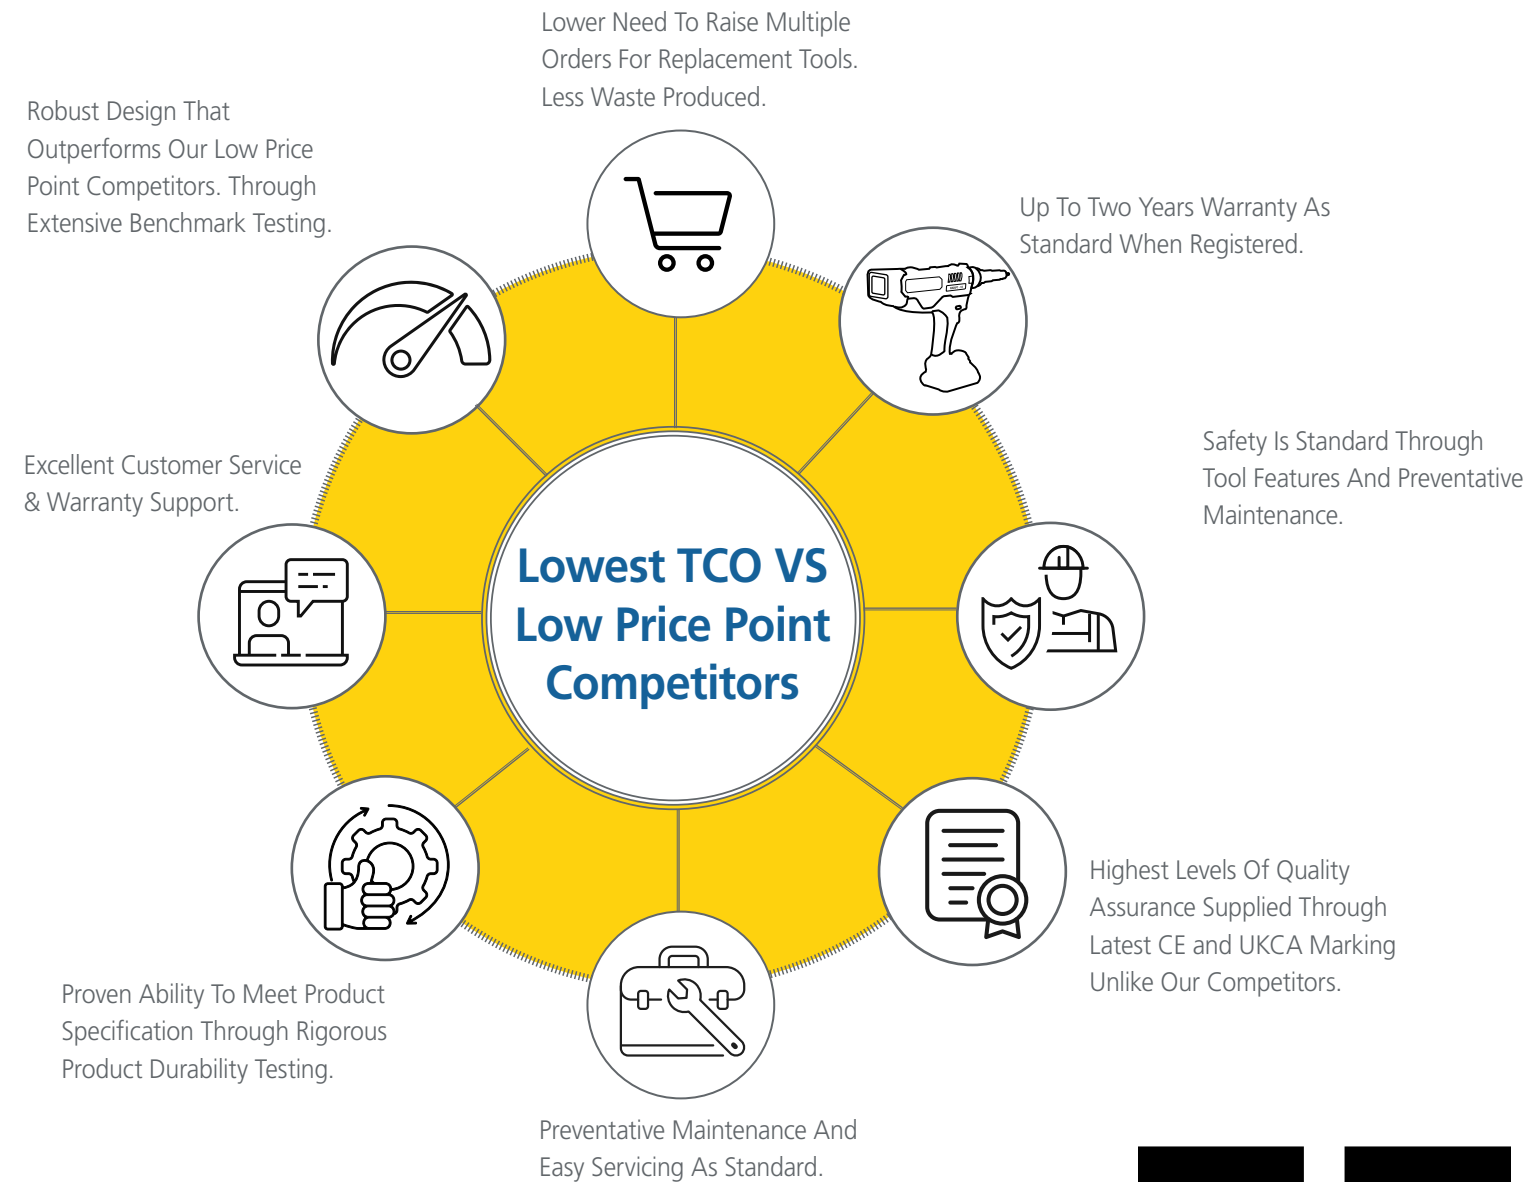 Lower Need To Raise Multiple
Orders For Replacement Tools.
Less Waste Produced.
Up To Two Years Warranty As
Standard When Registered.
Safety Is Standard Through
Tool Features And Preventative
Maintenance.
Highest Levels Of Quality
Assurance Supplied Through
Latest CE and UKCA Marking
Unlike Our Competitors.
Preventative Maintenance And
Easy Servicing As Standard.
Proven Ability To Meet Product
Specification Through Rigorous
Product Durability Testing.
Excellent Customer Service
& Warranty Support.
Robust Design That
Outperforms Our Low Price
Point Competitors. Through
Extensive Benchmark Testing.
Lowest TCO VS
Low Price Point
Competitors